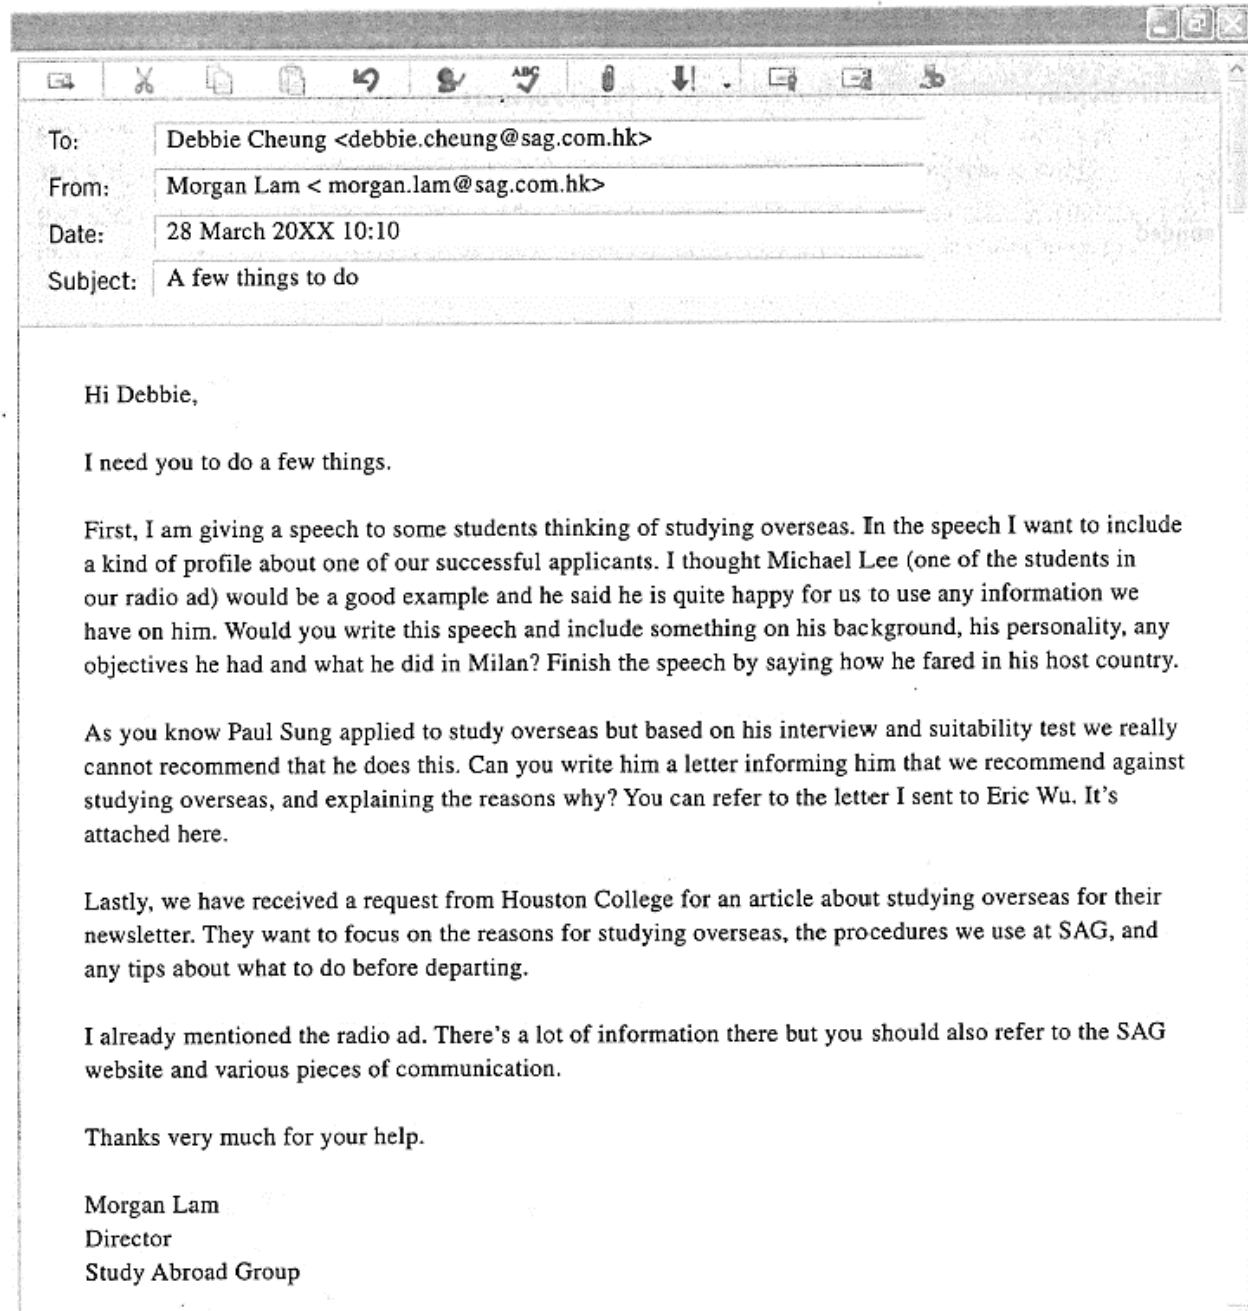 ABC
To: Debbie Cheung <debbie.cheung@sag.com.hk>
From: Morgan Lam < morgan.lam@sag.com.hk>
Date: 28 March 20XX 10:10
Subject: A few things to do
Hi Debbie,
I need you to do a few things.
First, I am giving a speech to some students thinking of studying overseas. In the speech I want to include
a kind of profile about one of our successful applicants. I thought Michael Lee (one of the students in
our radio ad) would be a good example and he said he is quite happy for us to use any information we
have on him. Would you write this speech and include something on his background, his personality, any
objectives he had and what he did in Milan? Finish the speech by saying how he fared in his host country.
As you know Paul Sung applied to study overseas but based on his interview and suitability test we really
cannot recommend that he does this. Can you write him a letter informing him that we recommend against
studying overseas, and explaining the reasons why? You can refer to the letter I sent to Eric Wu. It's
attached here.
Lastly, we have received a request from Houston College for an article about studying overseas for their
newsletter. They want to focus on the reasons for studying overseas, the procedures we use at SAG, and
any tips about what to do before departing.
I already mentioned the radio ad. There's a lot of information there but you should also refer to the SAG
website and various pieces of communication.
Thanks very much for your help.
Morgan Lam
Director
Study Abroad Group